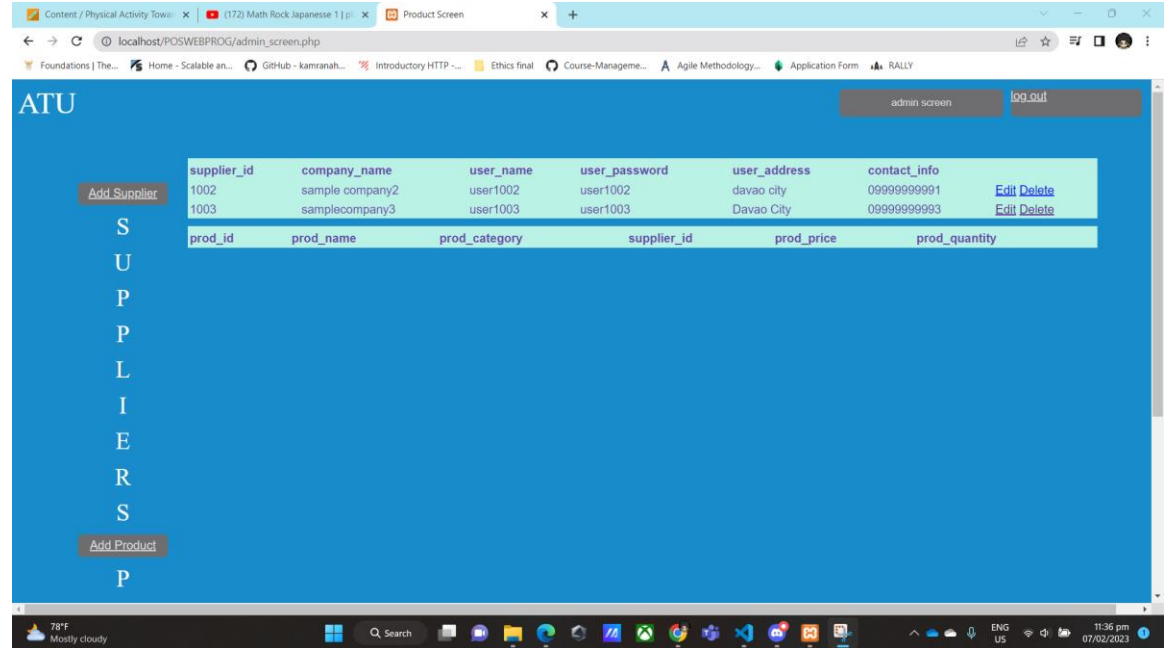 Content / Physical Activity Towar
(172) Math Rock Japanesse 1 | pl
Product Screen
localhost/POSWEBPROG/admin_screen.php
Foundations | The... Home - Scalable an... GitHub - kamranah... Introductory HTTP -... Ethics final Course-Manageme... Agile Methodology... Application Form RALLY
ATU admin screen log out
supplier_id company_name user_name user_password user_address contact_info
1002 sample company2 user1002 user1002 davao city 09999999991 Edit Delete
1003 samplecompany3 user1003 user1003 Davao City 09999999993 Edit Delete
prod_id prod_name prod_category supplier_id prod_price prod_quantity
Add Supplier
S
U
P
P
L
I
E
R
S
Add Product
P
78°F
Mostly cloudy
Search
ENG
US
11:36 pm
07/02/2023
1